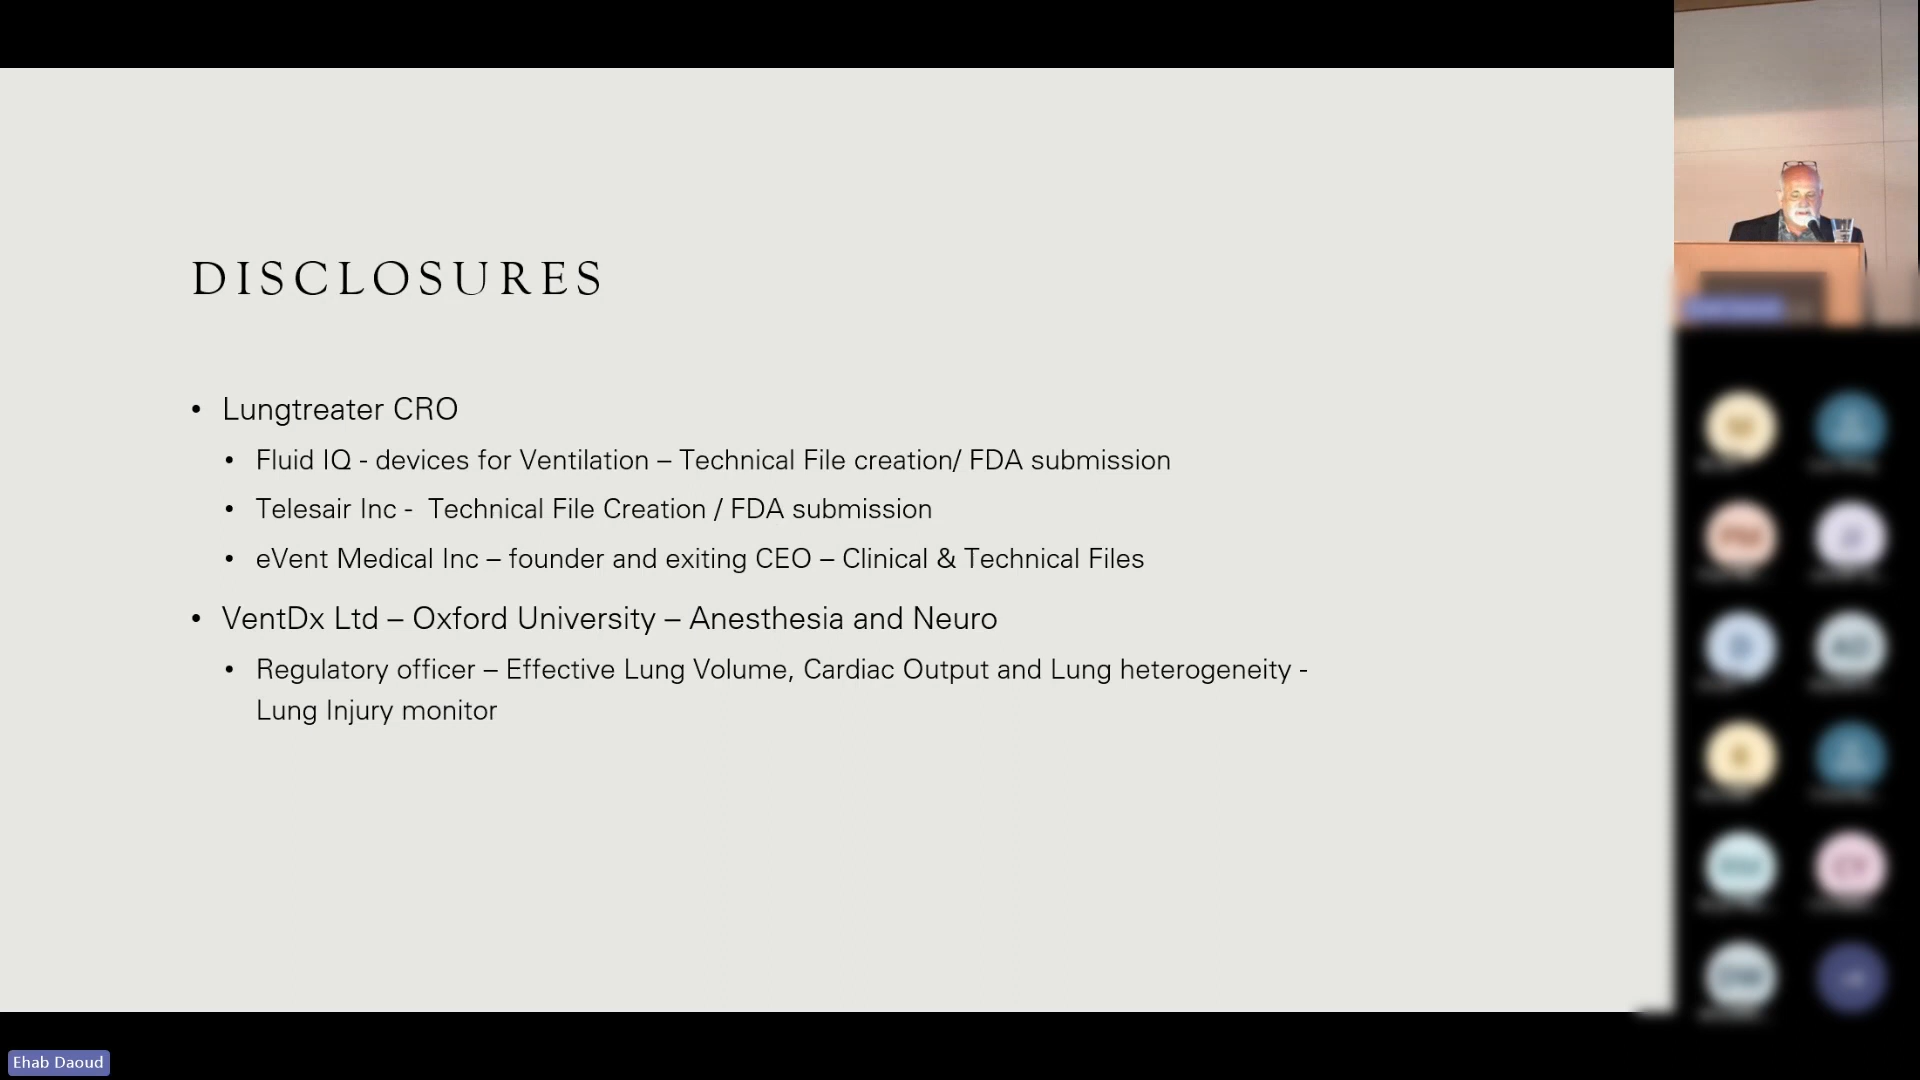 DISCLOSURES
• Lungtreater CRO
• Fluid IQ - devices for Ventilation – Technical File creation/ FDA submission
• Telesair Inc -  Technical File Creation / FDA submission
• eVent Medical Inc – founder and exiting CEO – Clinical & Technical Files
• VentDx Ltd – Oxford University – Anesthesia and Neuro
• Regulatory officer – Effective Lung Volume, Cardiac Output and Lung heterogeneity -
Lung Injury monitor
Ehab Daoud